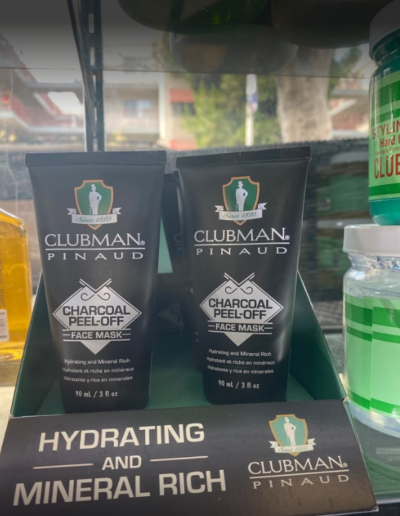 Since 1810
CLUBMAN®
PINAUD
CHARCOAL
PEEL-OFF
FACE MASK
Hydrating and Mineral Rich
Hydratant et riche en minéraux
Hidratante y rica en minerales
90 ml / 3 fl oz
Since 1810
CLUBMAN®
PINAUD
CHARCOAL
PEEL-OFF
FACE MASK
Hydrating and Mineral Rich
Hydratant et riche en minéraux
Hidratante y rica en minerales
90 ml / 3 fl oz
HYDRATING
AND
MINERAL RICH
CLUBMAN®
PINAUD
STYLIN
Hard
CLUB